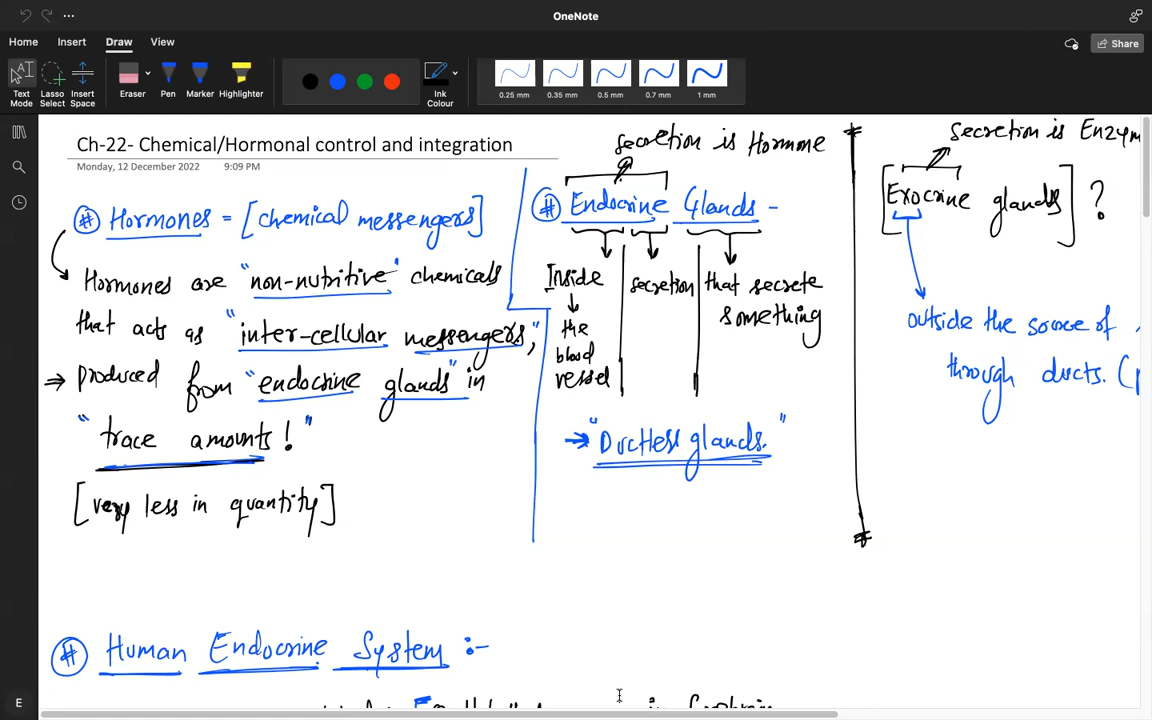 OneNote
Home Insert Draw View
Share
Text Mode
Lasso Select
Insert Space
Eraser
Pen
Marker
Highlighter
Ink Colour
0.25 mm
0.35 mm
0.5 mm
0.7 mm
1 mm
Ch-22- Chemical/Hormonal control and integration
Monday, 12 December 2022 9:09 PM
# Hormones = [chemical messengers]
Hormones are "non-nutritive" chemicals
that acts as "inter-cellular messengers,"
⇒ Produced from "endocrine glands" in
"trace amounts!"
[very less in quantity]
secretion is Hormone
# Endocrine Glands -
Inside
the
blood
vessel
secretion
that secrete
something
→ "Ductless glands."
secretion is Enzym
[Exocrine glands] ?
outside the source of
through ducts. (
# Human Endocrine System :-
E